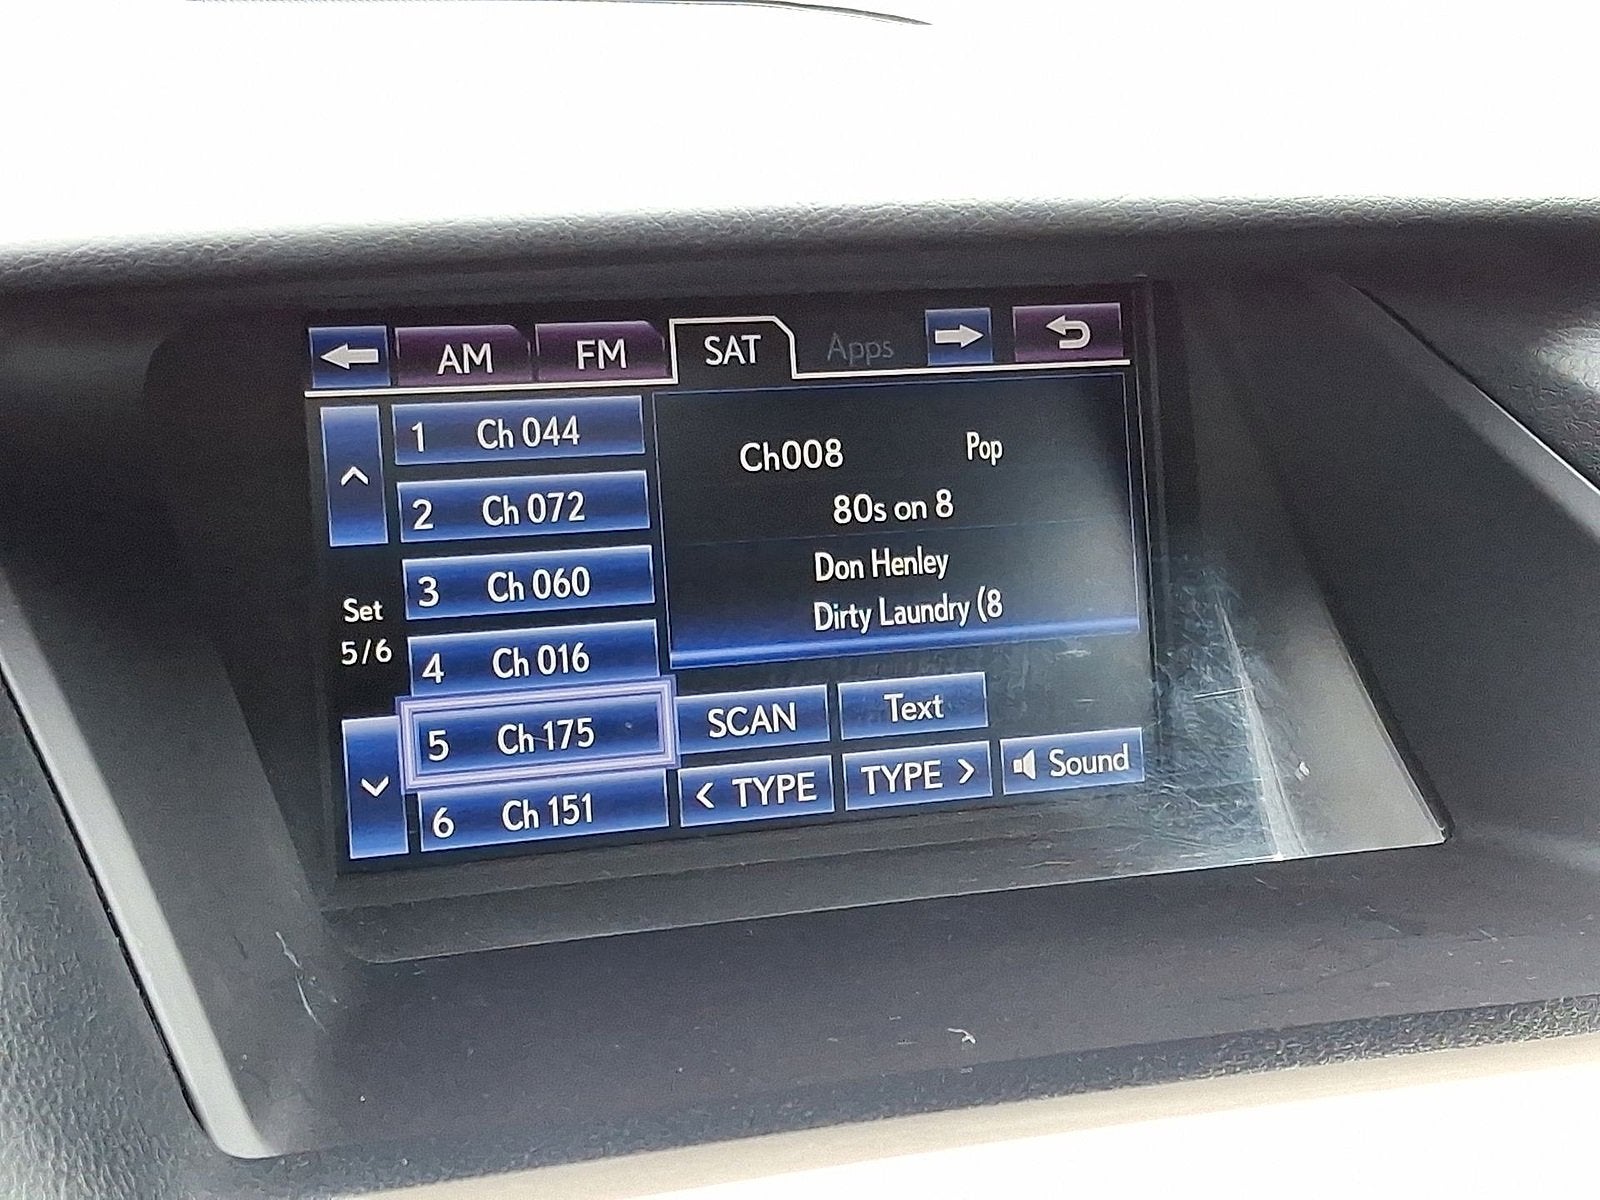 AM FM SAT Apps
1 Ch 044
2 Ch 072
3 Ch 060
4 Ch 016
5 Ch 175
6 Ch 151
Set
5/6
Ch008 Pop
80s on 8
Don Henley
Dirty Laundry (8
SCAN Text
< TYPE TYPE > Sound